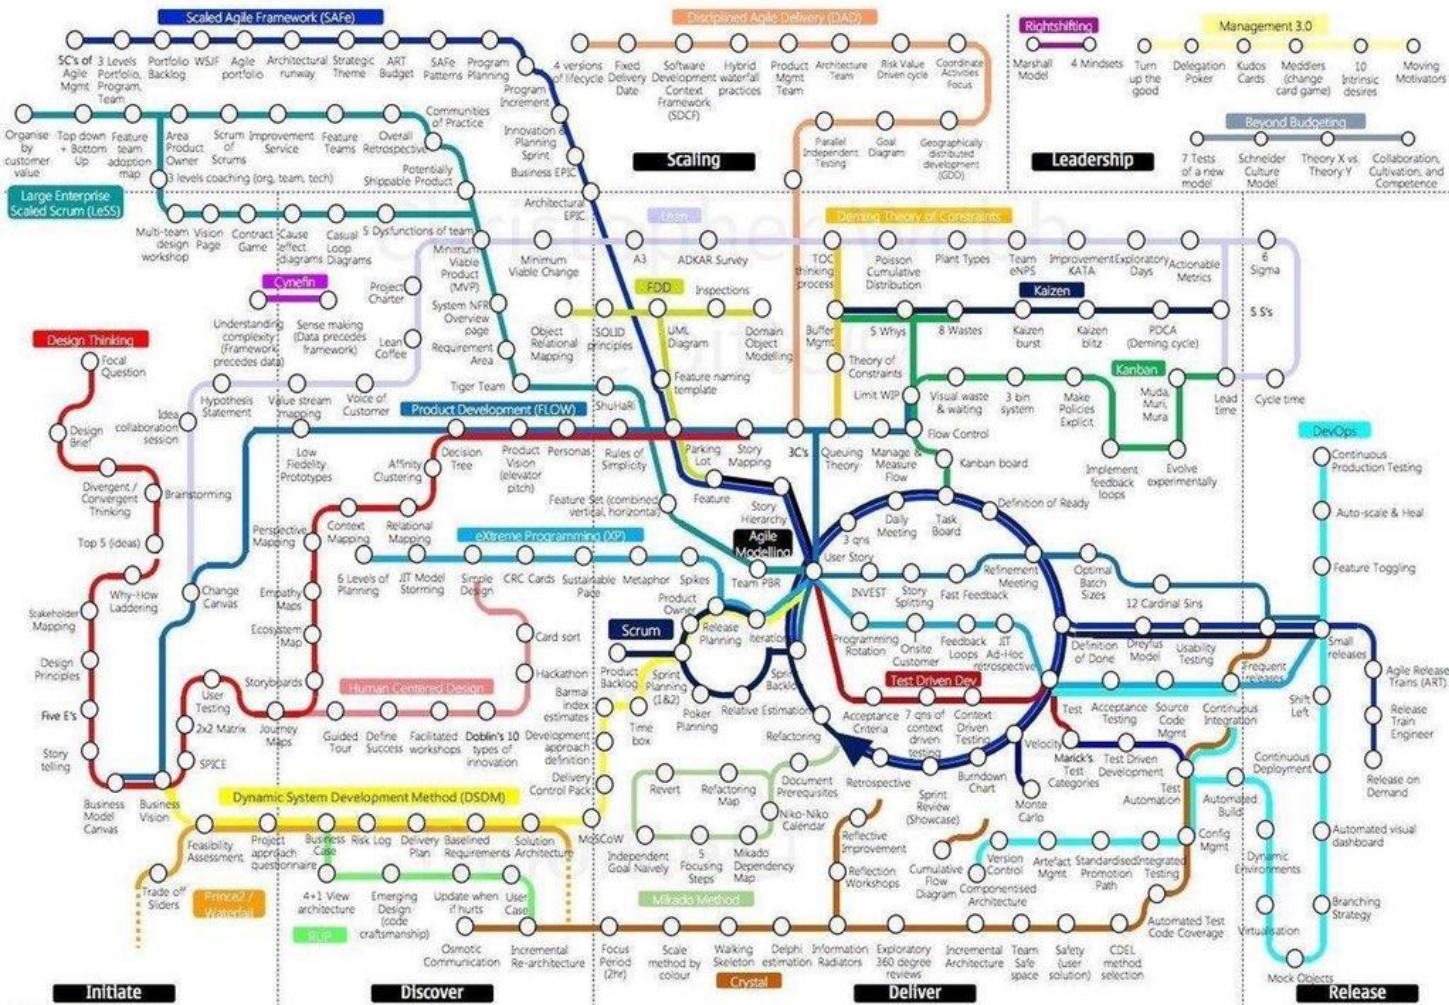 Scaled Agile Framework (SAFe)
5C's of
Agile
Mgmt
3 Levels
Portfolio,
Program,
Team
Portfolio
Backlog
WSJF
Agile
portfolio
Architectural
runway
Strategic
Theme
ART
Budget
SAFe
Patterns
Program
Planning
Program
Increment
Innovation &
Planning
Sprint
Business EPIC
Architectural
EPIC
Disciplined Agile Delivery (DAD)
4 versions
of lifecycle
Fixed
Delivery
Date
Software
Development
Context
Framework
(SDCF)
Hybrid
waterfall
practices
Product
Mgmt
Team
Architecture
Team
Risk Value
Driven cycle
Coordinate
Activities
Focus
Parallel
Independent
Testing
Goal
Diagram
Geographically
distributed
development
(GDD)
Scaling
Rightshifting
Marshall
Model
4 Mindsets
Management 3.0
Turn
up the
good
Delegation
Poker
Kudos
Cards
Meddlers
(change
card game)
10
Intrinsic
desires
Moving
Motivators
Leadership
Beyond Budgeting
7 Tests
of a new
model
Schneider
Culture
Model
Theory X vs
Theory Y
Collaboration,
Cultivation, and
Competence
Organise
by
customer
value
Top down
+ Bottom
Up
Feature
team
adoption
map
Area
Product
Owner
Scrum
of
Scrums
Improvement
Service
Feature
Teams
Overall
Retrospective
Communities
of Practice
Potentially
Shippable Product
3 levels coaching (org, team, tech)
Large Enterprise
Scaled Scrum (LeSS)
Multi-team
design
workshop
Vision
Page
Contract
Game
Cause
effect
diagrams
Casual
Loop
Diagrams
5 Dysfunctions of team
Minimum
Viable
Product
(MVP)
System NFR
Overview
page
Requirement
Area
Tiger Team
ShuHaRi
Lean
Minimum
Viable Change
A3
ADKAR Survey
Deming Theory of Constraints
TOC
thinking
process
Poisson
Cumulative
Distribution
Plant Types
Team
eNPS
Improvement
KATA
Exploratory
Days
Actionable
Metrics
6
Sigma
5 S's
Cycle time
Lead
time
Cynefin
Understanding
complexity
(Framework
precedes data)
Sense making
(Data precedes
framework)
Project
Charter
Lean
Coffee
FDD
Inspections
Object
Relational
Mapping
SOLID
principles
UML
Diagram
Domain
Object
Modelling
Feature naming
template
Kaizen
Buffer
Mgmt
5 Whys
8 Wastes
Kaizen
burst
Kaizen
blitz
PDCA
(Deming cycle)
Theory of
Constraints
Limit WIP
Kanban
Visual waste
& waiting
3 bin
system
Make
Policies
Explicit
Muda,
Muri,
Mura
Implement
feedback
loops
Evolve
experimentally
Flow Control
Kanban board
Design Thinking
Focal
Question
Design
Brief
Divergent /
Convergent
Thinking
Brainstorming
Top 5 (ideas)
Why-How
Laddering
Stakeholder
Mapping
Design
Principles
Five E's
Story
telling
Business
Model
Canvas
Business
Vision
SPICE
2x2 Matrix
User
Testing
Journey
Maps
Storyboards
Ecosystem
Map
Empathy
Maps
Perspective
Mapping
Context
Mapping
Relational
Mapping
Affinity
Clustering
Idea
collaboration
session
Hypothesis
Statement
Value stream
mapping
Voice of
Customer
Change
Canvas
Product Development (FLOW)
Low
Fidelity
Prototypes
Decision
Tree
Product
Vision
(elevator
pitch)
Personas
Rules of
Simplicity
Parking
Lot
Story
Mapping
3C's
Queuing
Theory
Manage &
Measure
Flow
Feature Set (combined,
vertical, horizontal)
Feature
Story
Hierarchy
Agile
Modelling
Team PBR
User Story
3 qns
Daily
Meeting
Task
Board
Definition of Ready
Refinement
Meeting
Optimal
Batch
Sizes
12 Cardinal Sins
INVEST
Story
Splitting
Fast Feedback
eXtreme Programming (XP)
6 Levels of
Planning
JIT Model
Storming
Simple
Design
CRC Cards
Sustainable
Pace
Metaphor
Spikes
Product
Owner
Release
Planning
Iteration
Programming
Rotation
Onsite
Customer
Feedback
Loops
JIT
Ad-Hoc
retrospective
Definition
of Done
Dreyfus
Model
Usability
Testing
Frequent
releases
Small
releases
Scrum
Product
Backlog
Sprint
Planning
(1&2)
Poker
Planning
Relative Estimation
Sprint
Backlog
Card sort
Hackathon
Human Centered Design
Guided
Tour
Define
Success
Facilitated
workshops
Doblin's 10
types of
innovation
Barmai
index
estimates
Time
box
Development
approach
definition
Delivery
Control Pack
MoSCoW
Test Driven Dev
Acceptance
Criteria
7 qns of
context
driven
testing
Context
Driven
Testing
Test
Acceptance
Testing
Source
Code
Mgmt
Continuous
Integration
Velocity
Marick's
Test
Categories
Test Driven
Development
Test
Automation
Automated
Build
Monte
Carlo
Burndown
Chart
Sprint
Review
(Showcase)
Retrospective
Refactoring
Document
Prerequisites
Revert
Refactoring
Map
Niko-Niko
Calendar
Independent
Goal Naively
5
Focusing
Steps
Mikado
Dependency
Map
Mikado Method
Reflective
Improvement
Reflection
Workshops
Cumulative
Flow
Diagram
Version
Control
Componentised
Architecture
Artefact
Mgmt
Standardised
Promotion
Path
Integrated
Testing
Config
Mgmt
Automated Test
Code Coverage
Dynamic System Development Method (DSDM)
Feasibility
Assessment
Project
approach
questionnaire
Business
Case
Risk Log
Delivery
Plan
Baselined
Requirements
Solution
Architecture
Trade off
Sliders
Prince2 /
Waterfall
RUP
4+1 View
architecture
Emerging
Design
(code
craftsmanship)
Update when
if hurts
User
Case
Osmotic
Communication
Incremental
Re-architecture
Focus
Period
(2hr)
Scale
method by
colour
Walking
Skeleton
Delphi
estimation
Information
Radiators
Exploratory
360 degree
reviews
Incremental
Architecture
Team
Safe
space
Safety
(user
solution)
CDEL
method
selection
Crystal
DevOps
Continuous
Production Testing
Auto-scale & Heal
Feature Toggling
Agile Release
Trains (ART)
Release
Train
Engineer
Release on
Demand
Shift
Left
Continuous
Deployment
Automated visual
dashboard
Branching
Strategy
Dynamic
Environments
Virtualisation
Mock Objects
Initiate
Discover
Deliver
Release